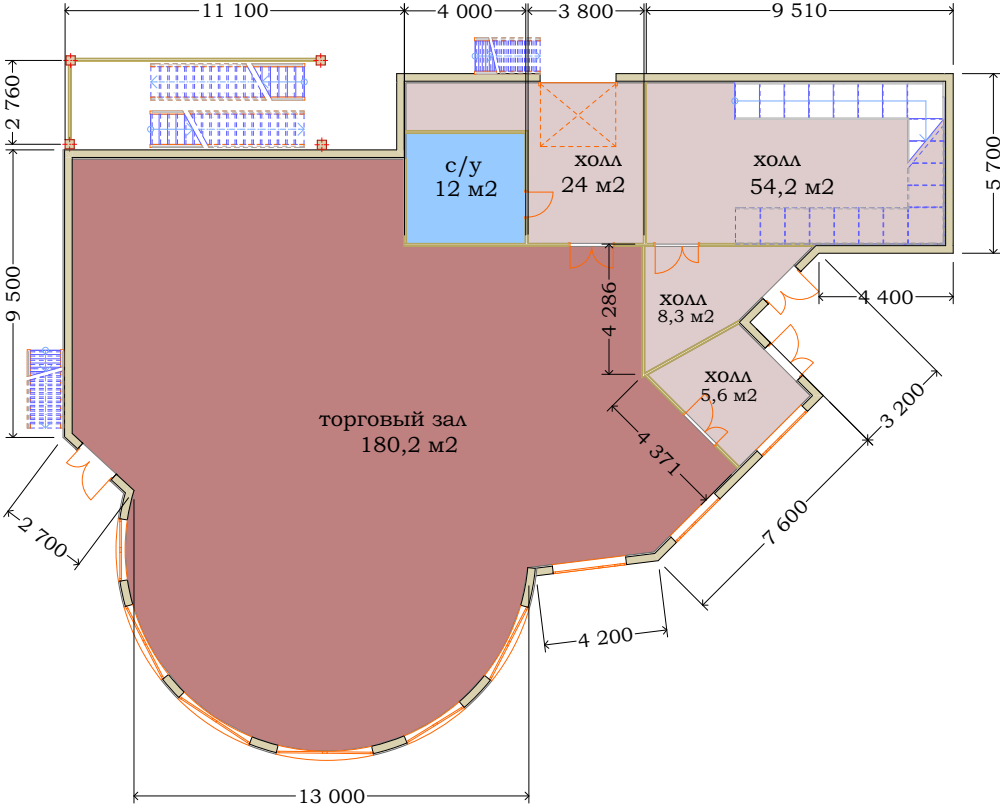 11 100
4 000
3 800
9 510
2 760
5 700
с/у
12 м2
холл
24 м2
холл
54,2 м2
9 500
4 286
холл
8,3 м2
4 400
холл
5,6 м2
3 200
торговый зал
180,2 м2
4 371
7 600
2 700
4 200
13 000